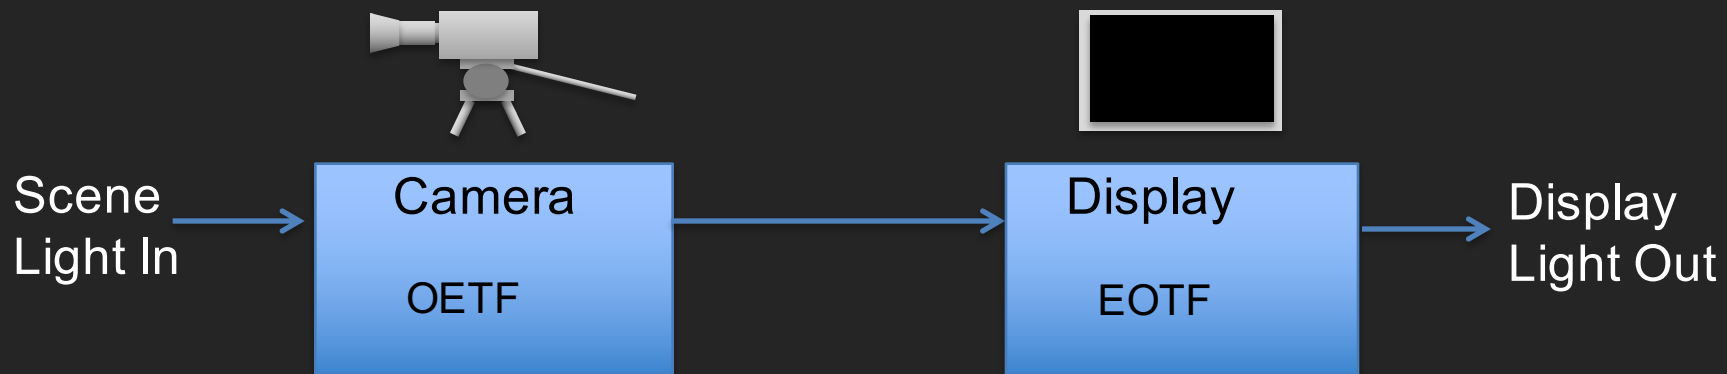 Scene
Light In
Camera
OETF
Display
EOTF
Display
Light Out